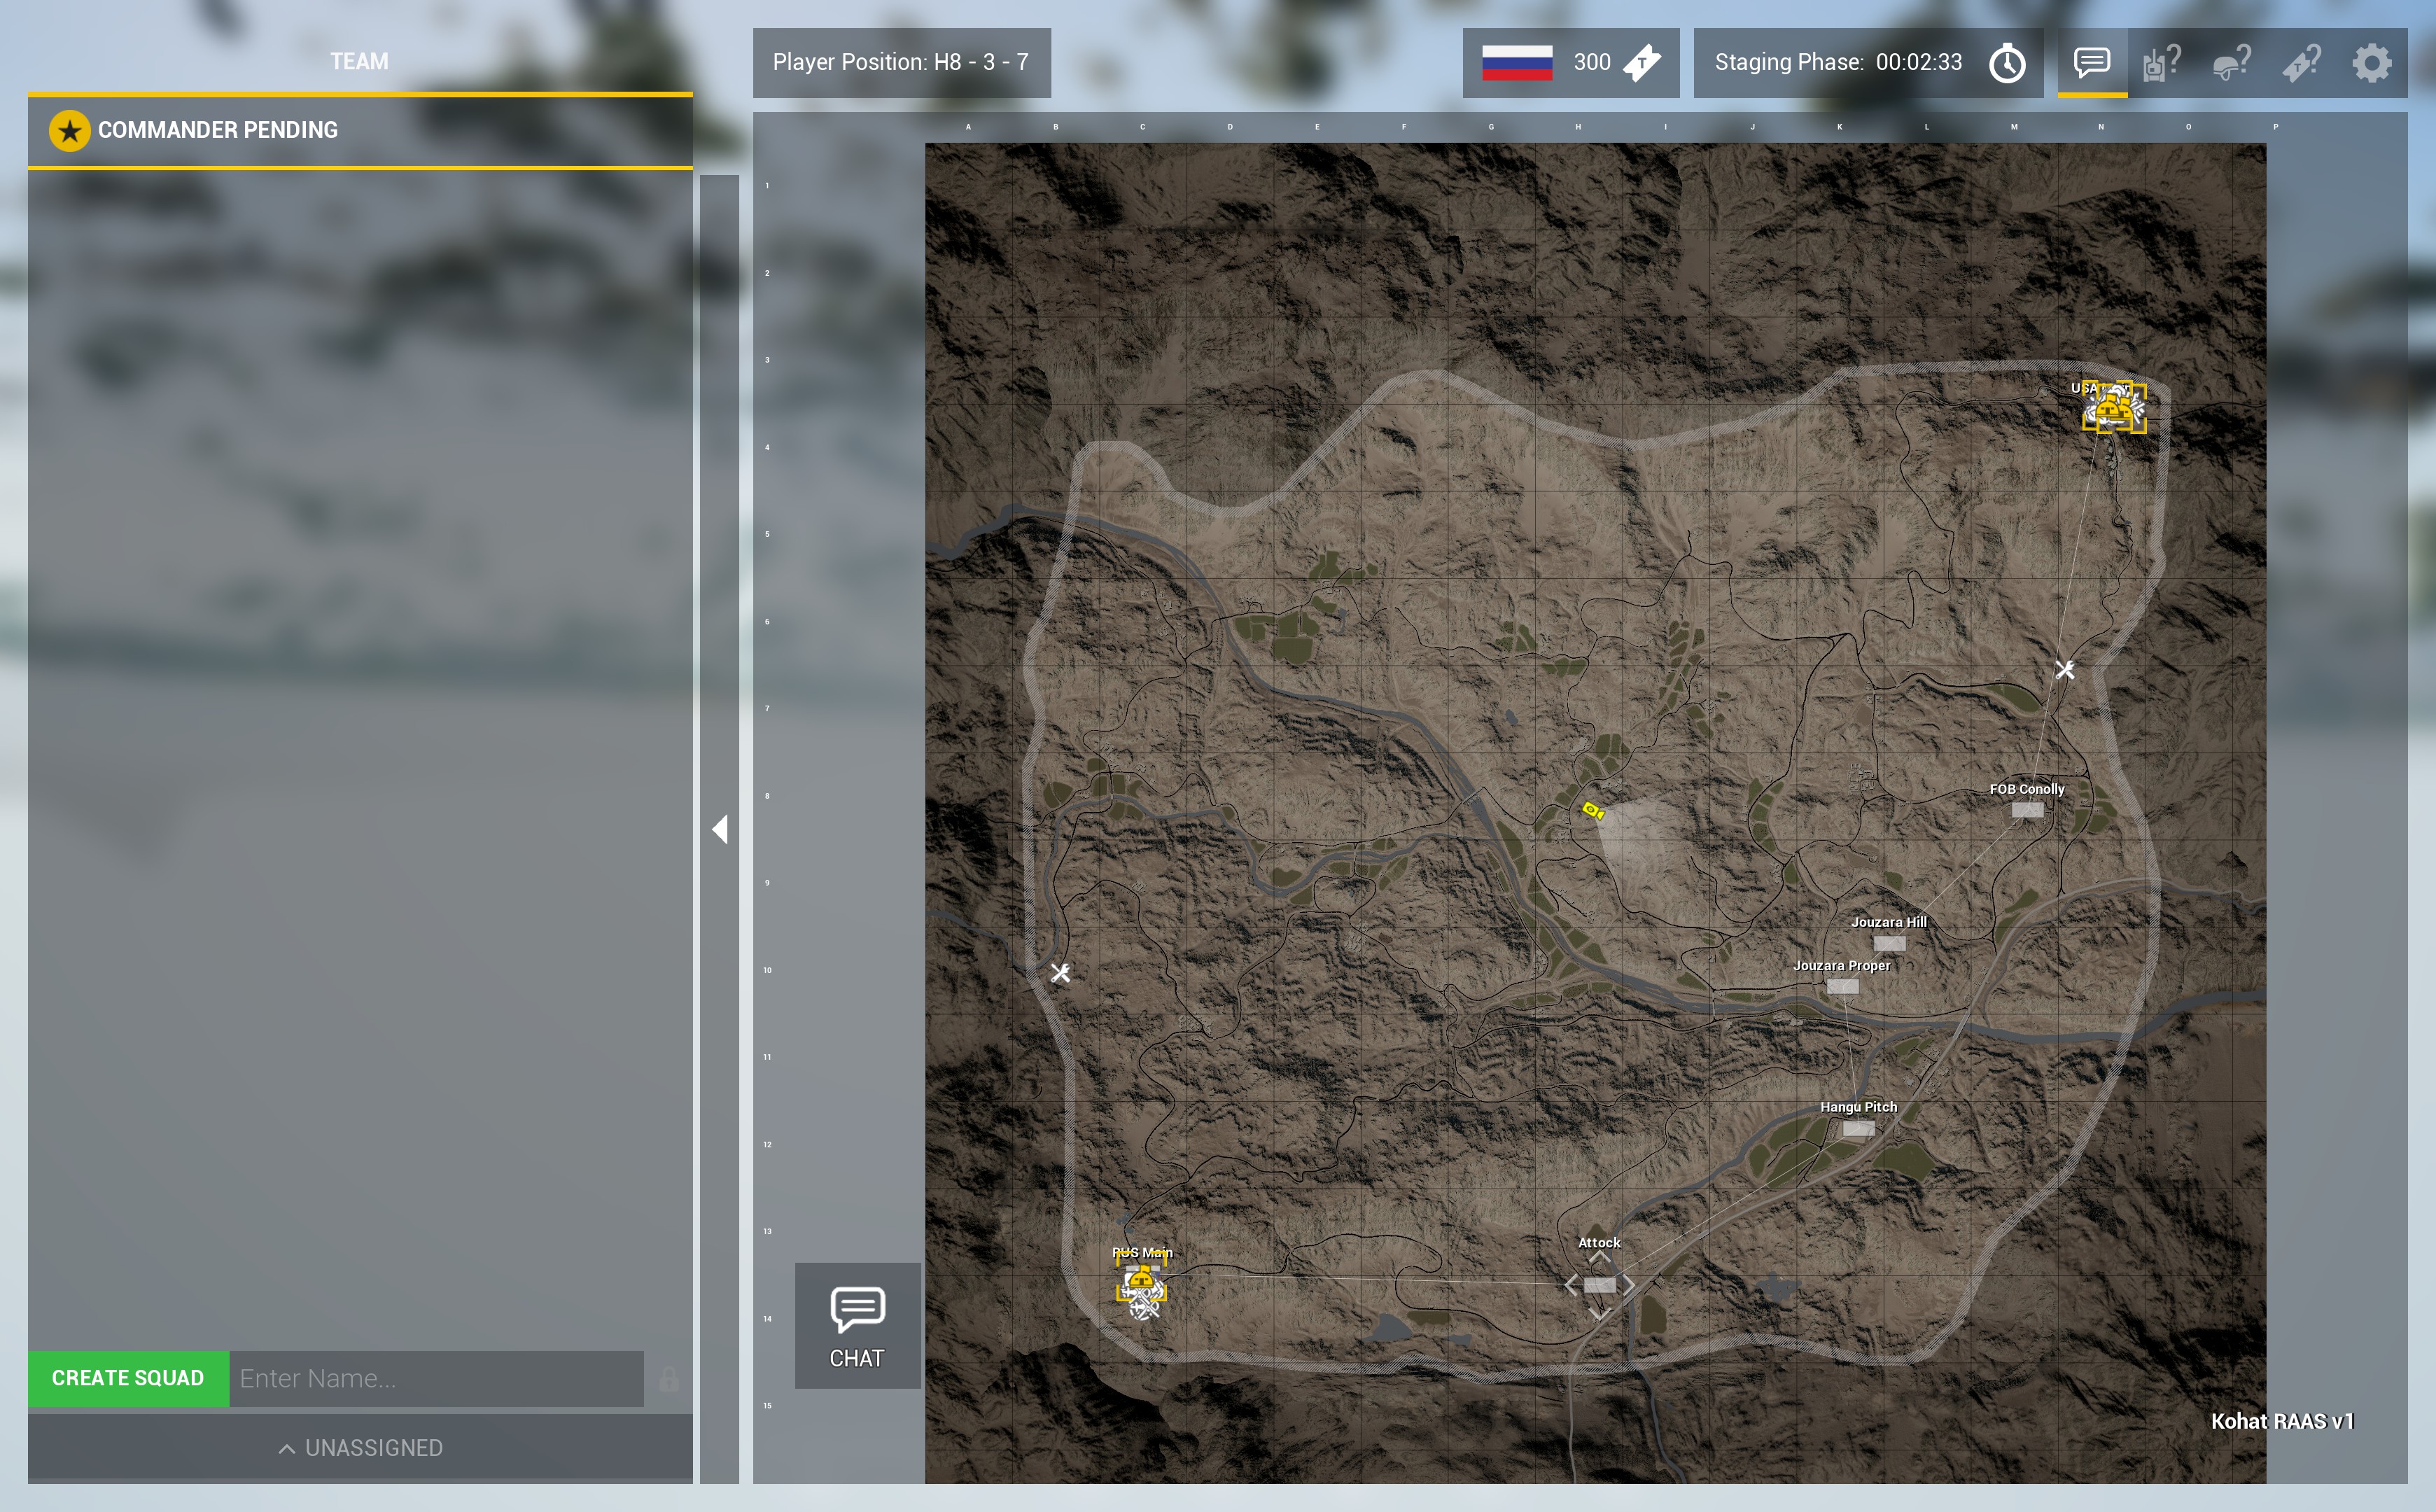 TEAM
COMMANDER PENDING
CREATE SQUAD
Enter Name...
UNASSIGNED
Player Position: H8 - 3 - 7
300
Staging Phase: 00:02:33
A B C D E F G H I J K L M N O P
1
2
3
4
5
6
7
8
9
10
11
12
13
14
15
USA Main
FOB Conolly
Jouzara Hill
Jouzara Proper
Hangu Pitch
Attock
RUS Main
CHAT
Kohat RAAS v1